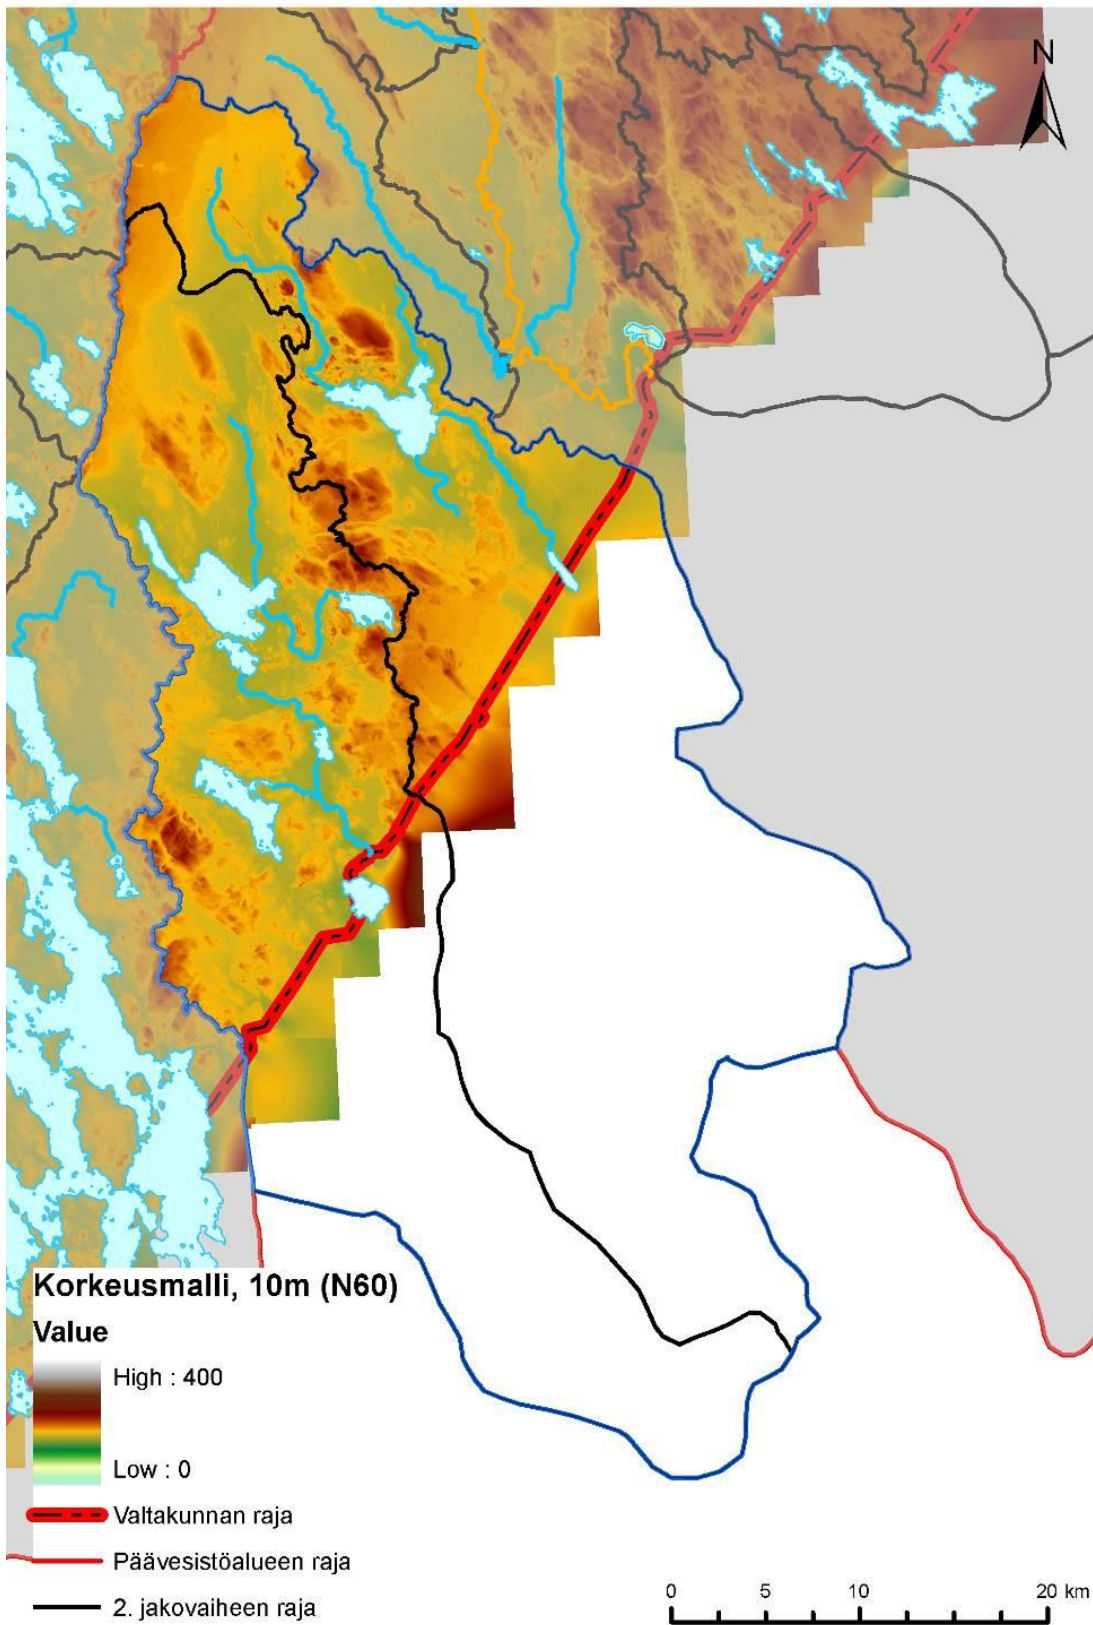 N
Korkeusmalli, 10m (N60)
Value
High : 400
Low : 0
Valtakunnan raja
Päävesistöalueen raja
2. jakovaiheen raja
0 5 10 20 km